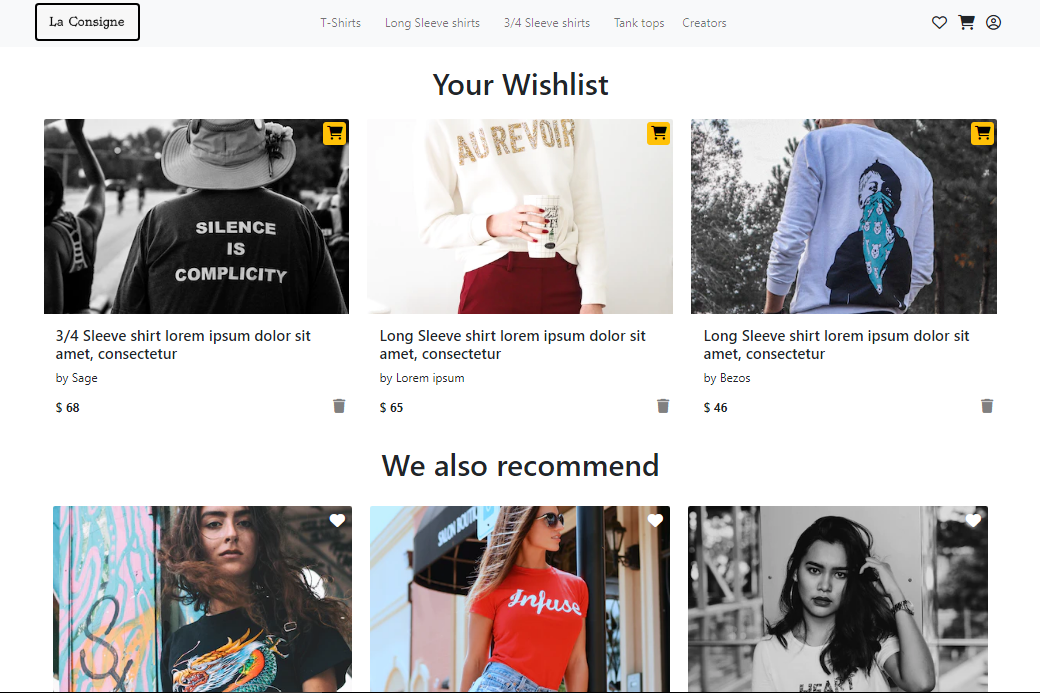 La Consigne
T-Shirts
Long Sleeve shirts
3/4 Sleeve shirts
Tank tops
Creators
Your Wishlist
AU REVOIR
SILENCE
IS
COMPLICITY
3/4 Sleeve shirt lorem ipsum dolor sit
amet, consectetur
by Sage
$ 68
Long Sleeve shirt lorem ipsum dolor sit
amet, consectetur
by Lorem ipsum
$ 65
Long Sleeve shirt lorem ipsum dolor sit
amet, consectetur
by Bezos
$ 46
We also recommend
Infuse